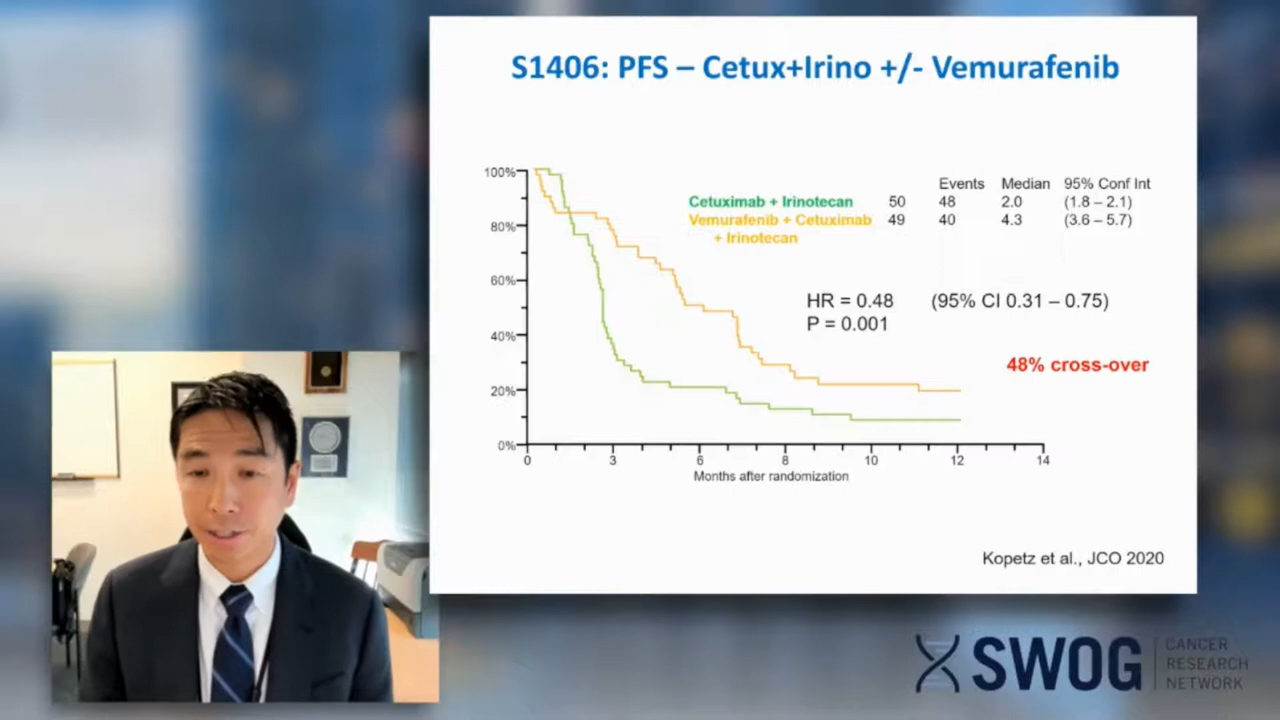 S1406: PFS – Cetux+Irino +/- Vemurafenib
100%
80%
60%
40%
20%
0%
Events Median 95% Conf Int
Cetuximab + Irinotecan 50 48 2.0 (1.8 – 2.1)
Vemurafenib + Cetuximab 49 40 4.3 (3.6 – 5.7)
+ Irinotecan
HR = 0.48 (95% CI 0.31 – 0.75)
P = 0.001
48% cross-over
0 3 6 8 10 12 14
Months after randomization
Kopetz et al., JCO 2020
SWOG
CANCER
RESEARCH
NETWORK